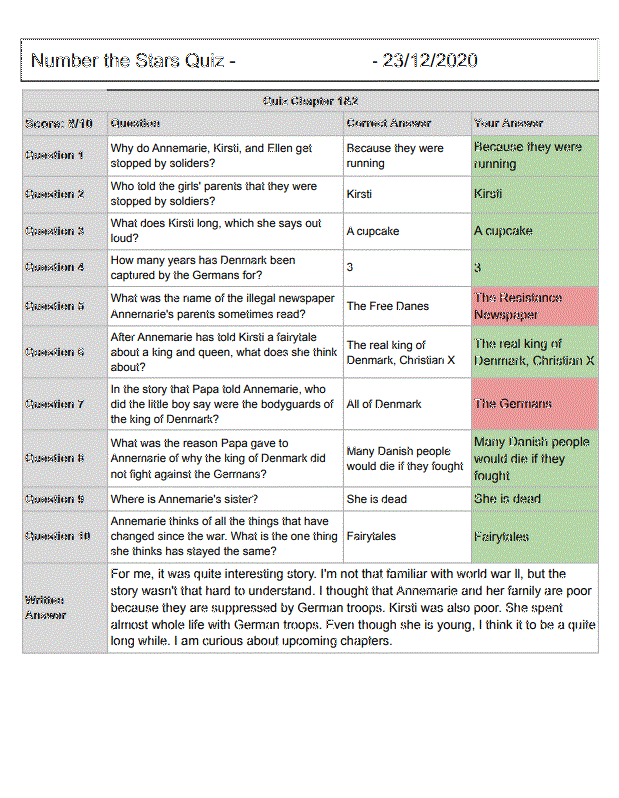 Number the Stars Quiz - - 23/12/2020
Quiz Chapter 1&2
Score: 8/10 Question Correct Answer Your Answer
Question 1
Why do Annemarie, Kirsti, and Ellen get
stopped by soliders?
Because they were
running
Because they were
running
Question 2
Who told the girls' parents that they were
stopped by soldiers?
Kirsti
Kirsti
Question 3
What does Kirsti long, which she says out
loud?
A cupcake
A cupcake
Question 4
How many years has Denmark been
captured by the Germans for?
3
3
Question 5
What was the name of the illegal newspaper
Annemarie's parents sometimes read?
The Free Danes
The Resistance
Newspaper
Question 6
After Annemarie has told Kirsti a fairytale
about a king and queen, what does she think
about?
The real king of
Denmark, Christian X
The real king of
Denmark, Christian X
Question 7
In the story that Papa told Annemarie, who
did the little boy say were the bodyguards of
the king of Denmark?
All of Denmark
The Germans
Question 8
What was the reason Papa gave to
Annemarie of why the king of Denmark did
not fight against the Germans?
Many Danish people
would die if they fought
Many Danish people
would die if they
fought
Question 9
Where is Annemarie's sister?
She is dead
She is dead
Question 10
Annemarie thinks of all the things that have
changed since the war. What is the one thing
she thinks has stayed the same?
Fairytales
Fairytales
Written
Answer
For me, it was quite interesting story. I'm not that familiar with world war II, but the
story wasn't that hard to understand. I thought that Annemarie and her family are poor
because they are suppressed by German troops. Kirsti was also poor. She spent
almost whole life with German troops. Even though she is young, I think it to be a quite
long while. I am curious about upcoming chapters.